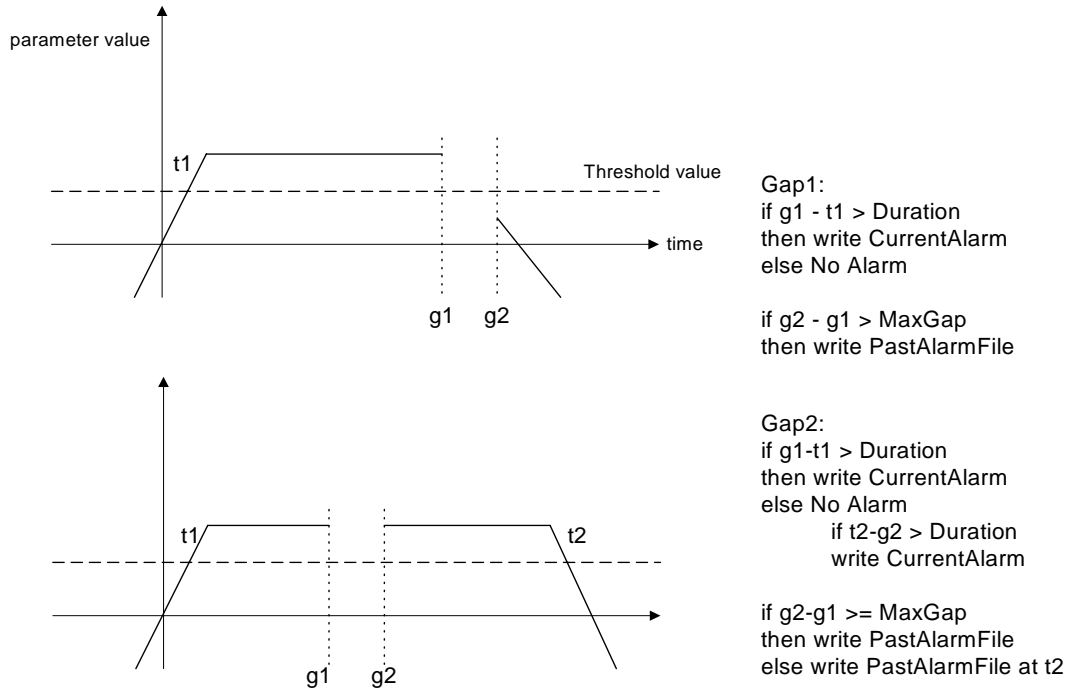 parameter value
t1
Threshold value
time
g1 g2
Gap1:
if g1 - t1 > Duration
then write CurrentAlarm
else No Alarm
if g2 - g1 > MaxGap
then write PastAlarmFile
t1
t2
g1 g2
Gap2:
if g1-t1 > Duration
then write CurrentAlarm
else No Alarm
if t2-g2 > Duration
write CurrentAlarm
if g2-g1 >= MaxGap
then write PastAlarmFile
else write PastAlarmFile at t2